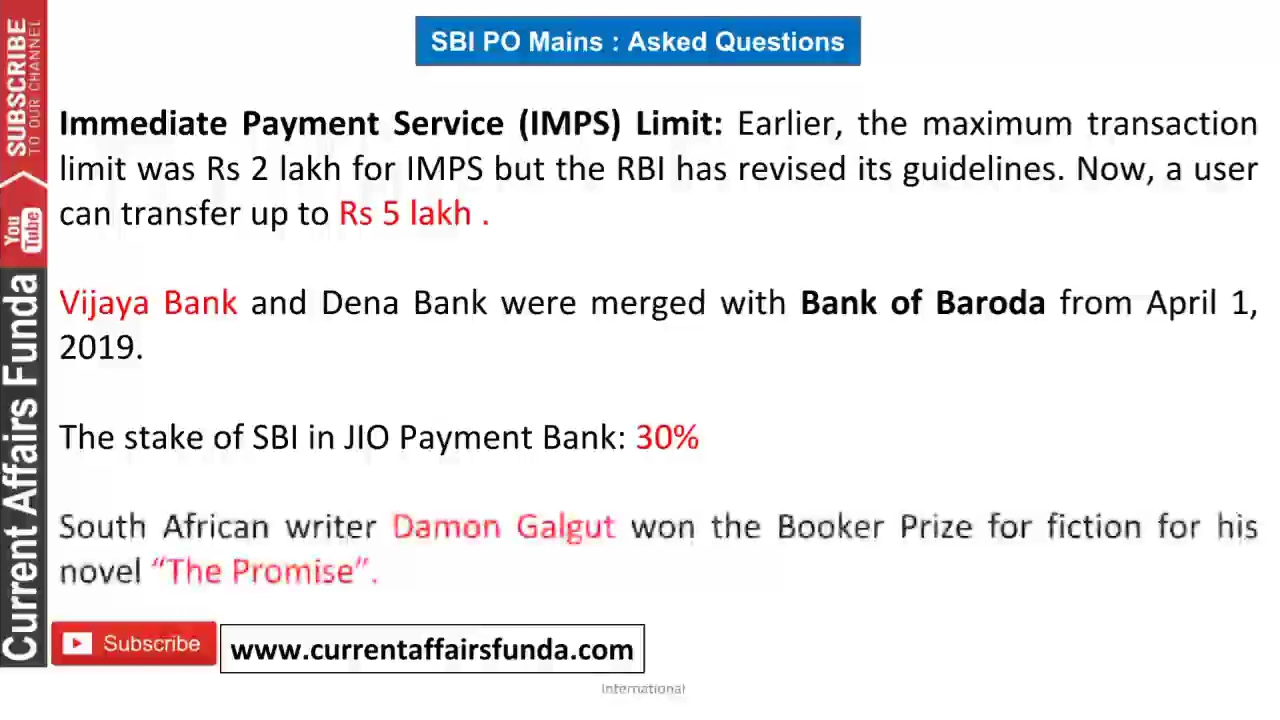 SBI PO Mains : Asked Questions
SUBSCRIBE
TO OUR CHANNEL
You Tube
Current Affairs Funda
Immediate Payment Service (IMPS) Limit: Earlier, the maximum transaction
limit was Rs 2 lakh for IMPS but the RBI has revised its guidelines. Now, a user
can transfer up to Rs 5 lakh .
Vijaya Bank and Dena Bank were merged with Bank of Baroda from April 1,
2019.
The stake of SBI in JIO Payment Bank: 30%
South African writer Damon Galgut won the Booker Prize for fiction for his
novel “The Promise”.
Subscribe
www.currentaffairsfunda.com
International